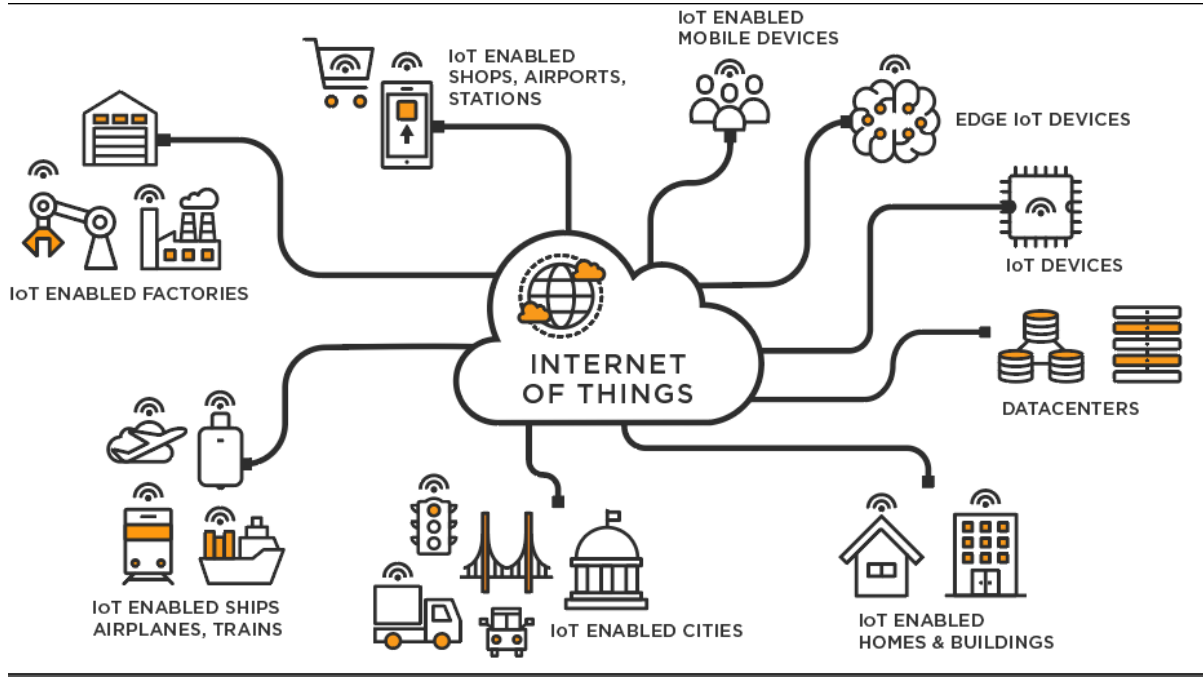 IoT ENABLED
MOBILE DEVICES
IoT ENABLED
SHOPS, AIRPORTS,
STATIONS
EDGE IoT DEVICES
IoT DEVICES
IoT ENABLED FACTORIES
INTERNET
OF THINGS
DATACENTERS
IoT ENABLED SHIPS
AIRPLANES, TRAINS
IoT ENABLED CITIES
IoT ENABLED
HOMES & BUILDINGS